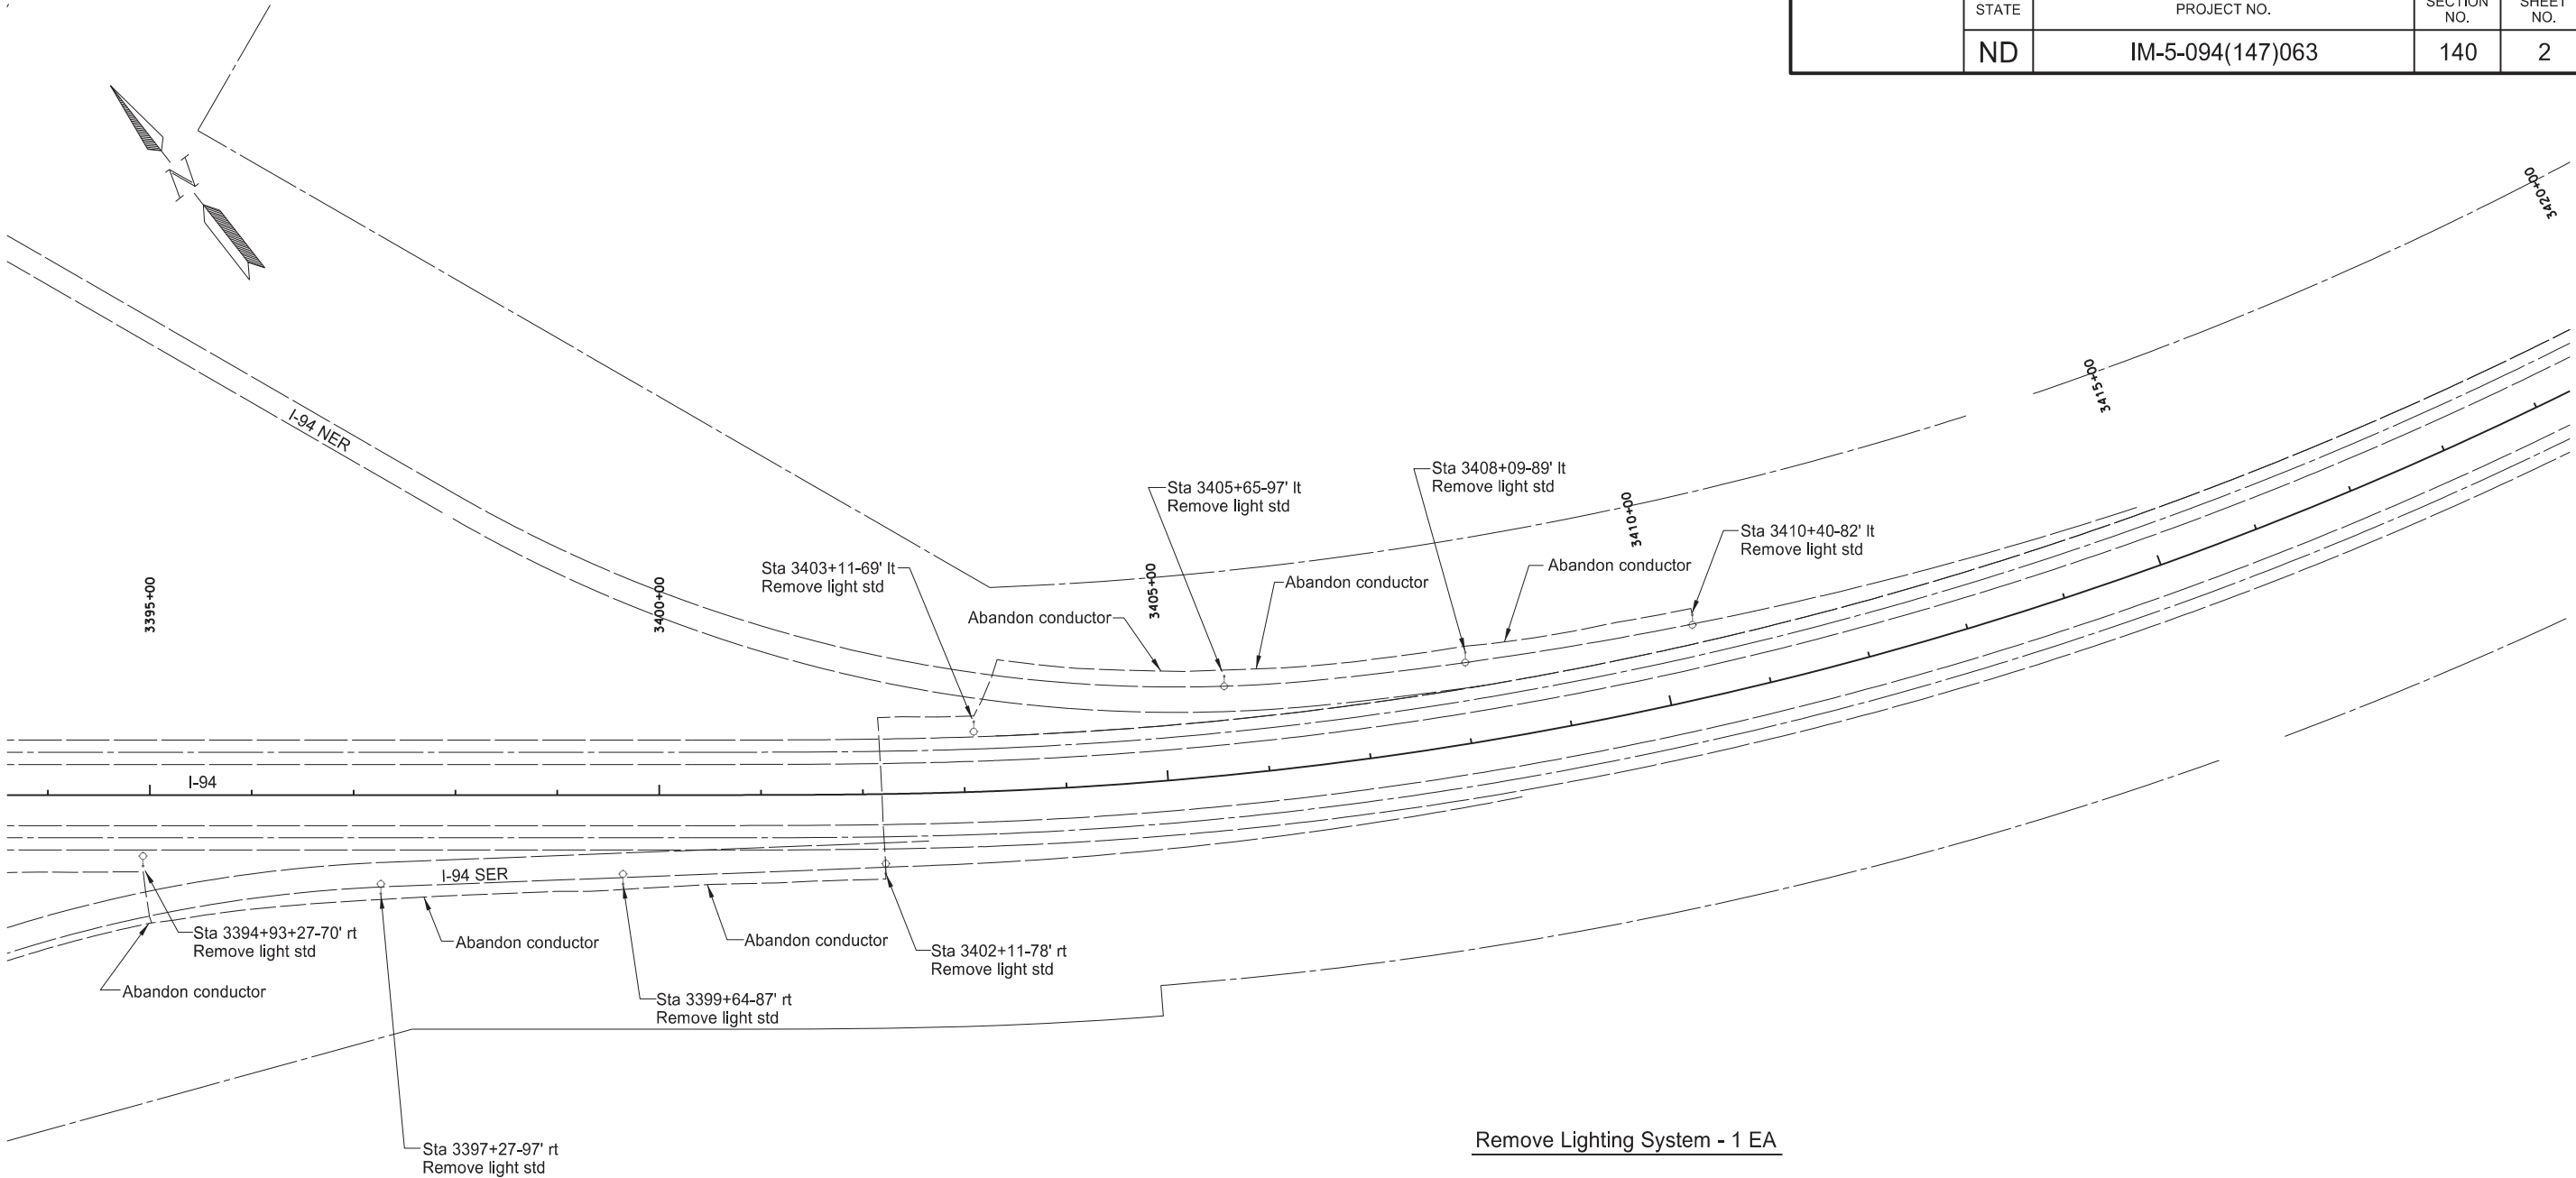 STATE
PROJECT NO.
SECTION
NO.
SHEET
NO.
ND
IM-5-094(147)063
140
2
N
3420+00
3415+00
I-94 NER
Sta 3408+09-89' lt
Remove light std
Sta 3405+65-97' lt
Remove light std
3410+00
Sta 3410+40-82' lt
Remove light std
Sta 3403+11-69' lt
Remove light std
Abandon conductor
3405+00
Abandon conductor
3395+00
3400+00
Abandon conductor
I-94
I-94 SER
Sta 3394+93+27-70' rt
Remove light std
Abandon conductor
Abandon conductor
Sta 3402+11-78' rt
Remove light std
Abandon conductor
Sta 3399+64-87' rt
Remove light std
Remove Lighting System - 1 EA
Sta 3397+27-97' rt
Remove light std